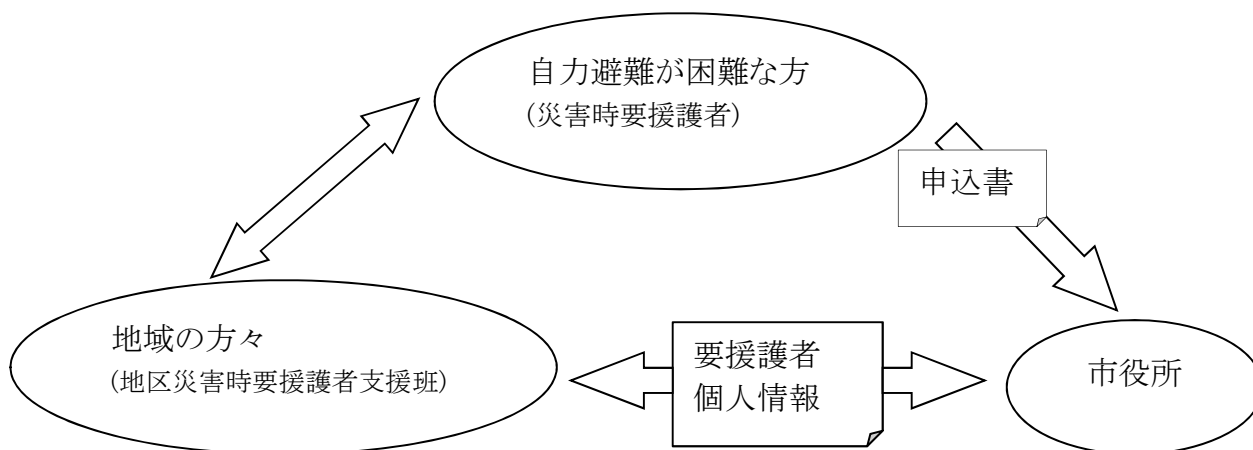 自力避難が困難な方
(災害時要援護者)
申込書
地域の方々
(地区災害時要援護者支援班)
要援護者
個人情報
市役所